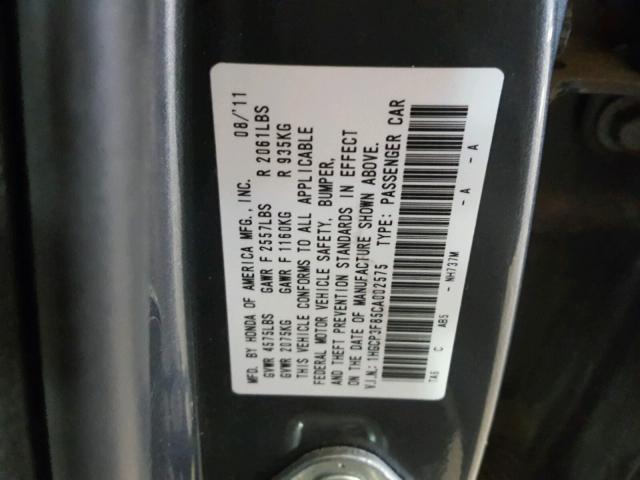 MFD. BY HONDA OF AMERICA MFG., INC. 08/'11
GVWR 4575LBS GAWR F 2557LBS R 2061LBS
GVWR 2075KG GAWR F 1160KG R 935KG
THIS VEHICLE CONFORMS TO ALL APPLICABLE
FEDERAL MOTOR VEHICLE SAFETY, BUMPER,
AND THEFT PREVENTION STANDARDS IN EFFECT
ON THE DATE OF MANUFACTURE SHOWN ABOVE.
V.I.N.: 1HGCP3F85CA002575 TYPE: PASSENGER CAR
TA6 C AB5 - NH737M - A - A